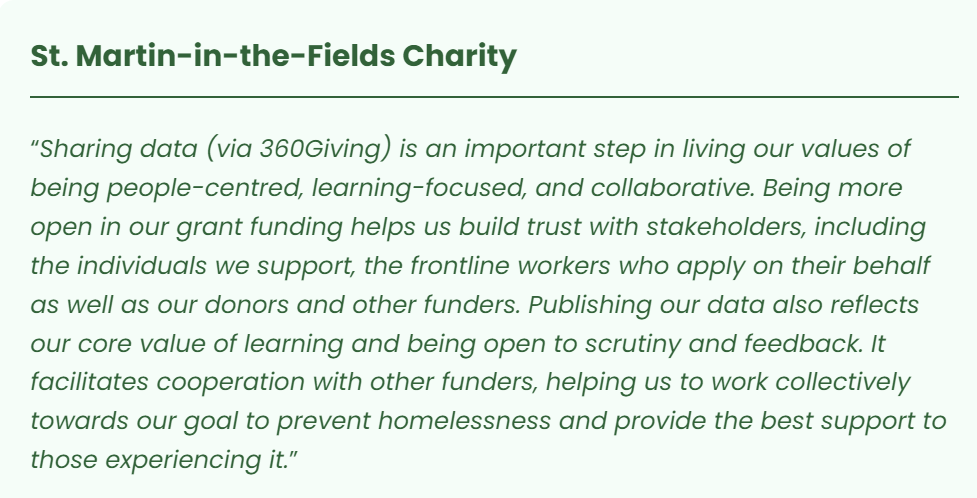 St. Martin-in-the-Fields Charity
“Sharing data (via 360Giving) is an important step in living our values of
being people-centred, learning-focused, and collaborative. Being more
open in our grant funding helps us build trust with stakeholders, including
the individuals we support, the frontline workers who apply on their behalf
as well as our donors and other funders. Publishing our data also reflects
our core value of learning and being open to scrutiny and feedback. It
facilitates cooperation with other funders, helping us to work collectively
towards our goal to prevent homelessness and provide the best support to
those experiencing it.”